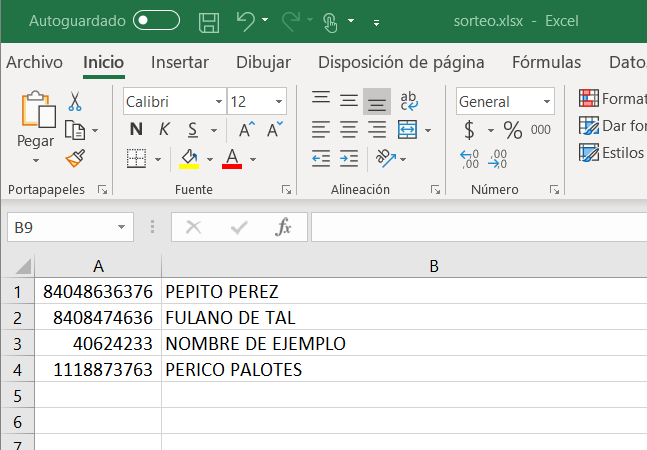 Autoguardado sorteo.xlsx - Excel
Archivo Inicio Insertar Dibujar Disposición de página Fórmulas Dato
Calibri 12 ab General Format
Pegar N K S A A $ % 000 Dar for
A ab ,00 ,00 Estilos
Portapapeles Fuente Alineación Número
B9 fx
A B
1 84048636376 PEPITO PEREZ
2 8408474636 FULANO DE TAL
3 40624233 NOMBRE DE EJEMPLO
4 1118873763 PERICO PALOTES
5
6
7